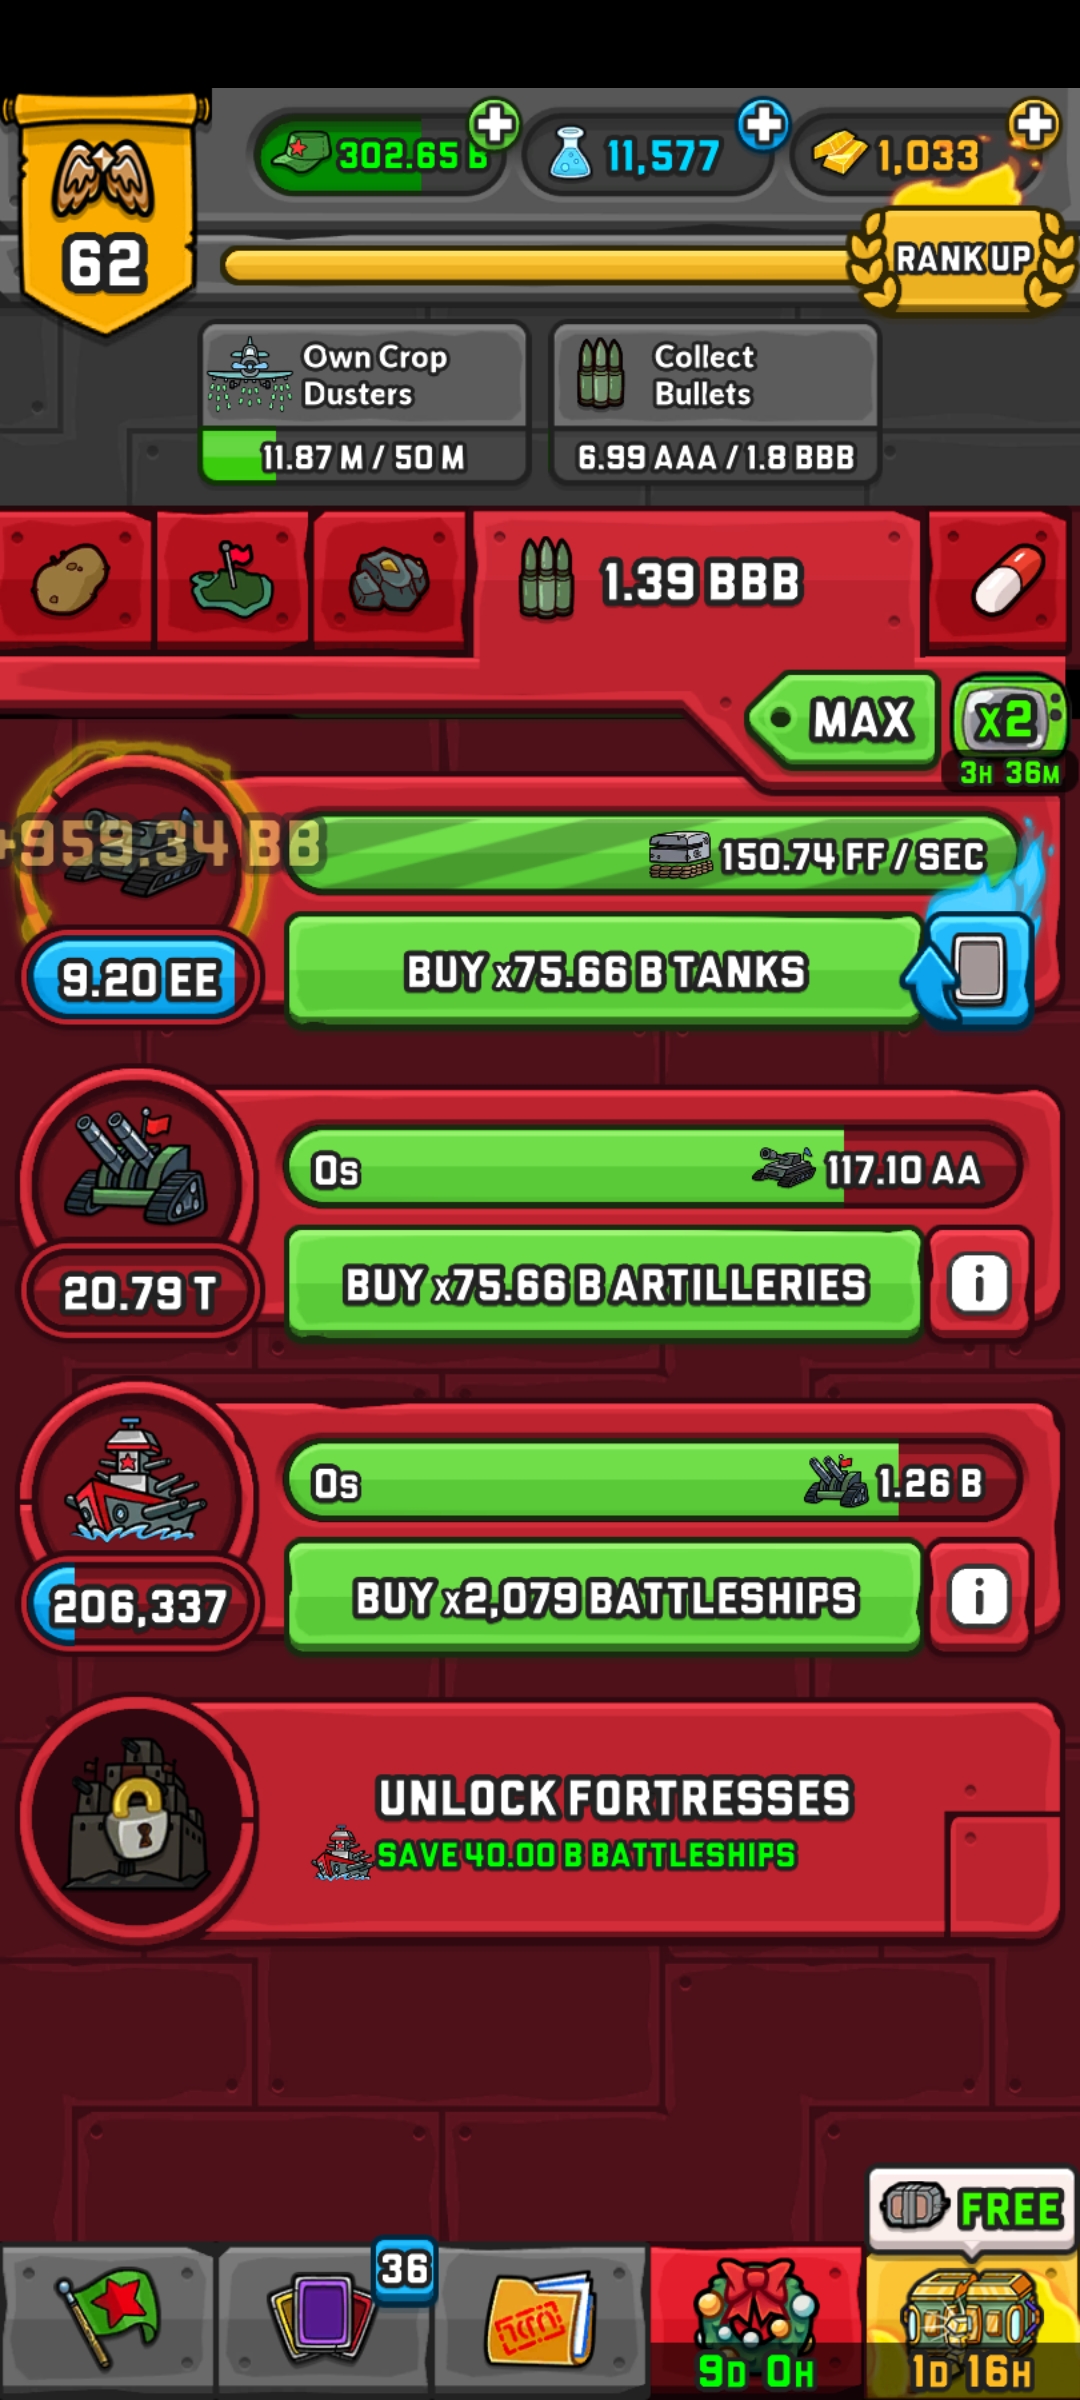 62
302.65 B
11,577
1,033
RANK UP
Own Crop
Dusters
11.87 M / 50 M
Collect
Bullets
6.99 AAA / 1.8 BBB
1.39 BBB
MAX
x2
3H 36M
+959.34 BB
150.74 FF / SEC
9.20 EE
BUY x75.66 B TANKS
0s
117.10 AA
20.79 T
BUY x75.66 B ARTILLERIES
i
0s
1.26 B
206,337
BUY x2,079 BATTLESHIPS
i
UNLOCK FORTRESSES
SAVE 40.00 B BATTLESHIPS
FREE
36
9D 0H
1D 16H